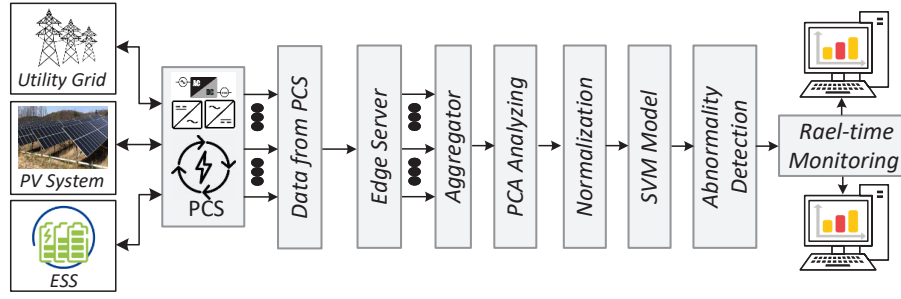 Utility Grid
PV System
ESS
PCS
Data from PCS
Edge Server
Aggregator
PCA Analyzing
Normalization
SVM Model
Abnormality
Detection
Rael-time
Monitoring